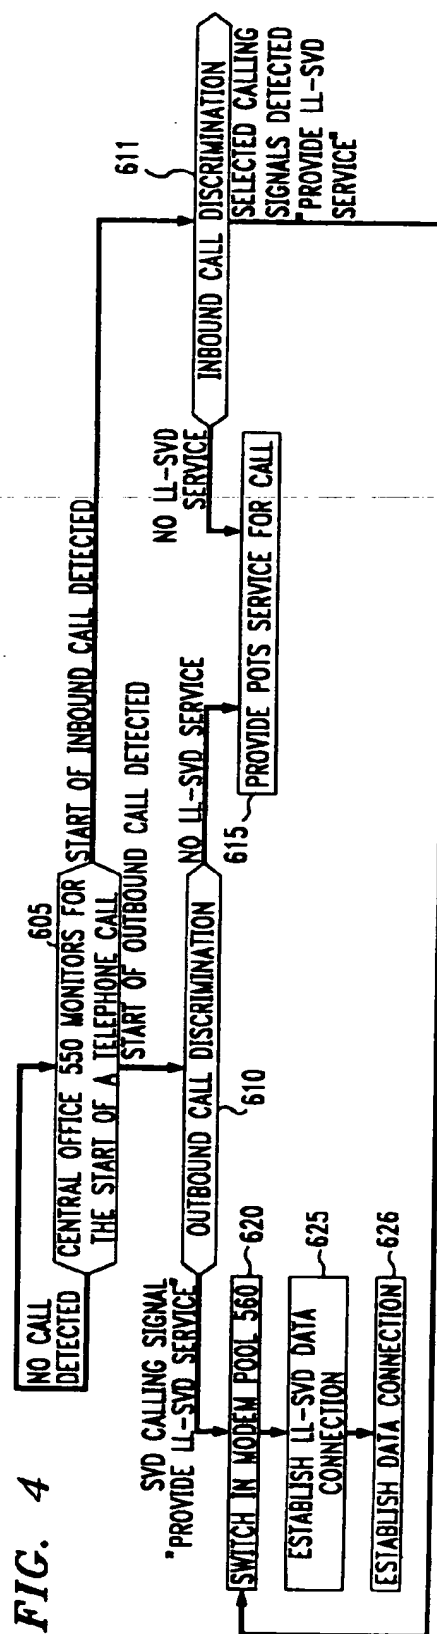 FIG. 4
NO CALL
DETECTED
605
CENTRAL OFFICE 550 MONITORS FOR
THE START OF A TELEPHONE CALL
START OF INBOUND CALL DETECTED
START OF OUTBOUND CALL DETECTED
611
INBOUND CALL DISCRIMINATION
SELECTED CALLING
SIGNALS DETECTED
"PROVIDE LL-SVD
SERVICE"
NO LL-SVD
SERVICE
SVD CALLING SIGNAL
"PROVIDE LL-SVD SERVICE"
OUTBOUND CALL DISCRIMINATION
610
NO LL-SVD SERVICE
615
PROVIDE POTS SERVICE FOR CALL
SWITCH IN MODEM POOL 560
620
ESTABLISH LL-SVD DATA
CONNECTION
625
ESTABLISH DATA CONNECTION
626